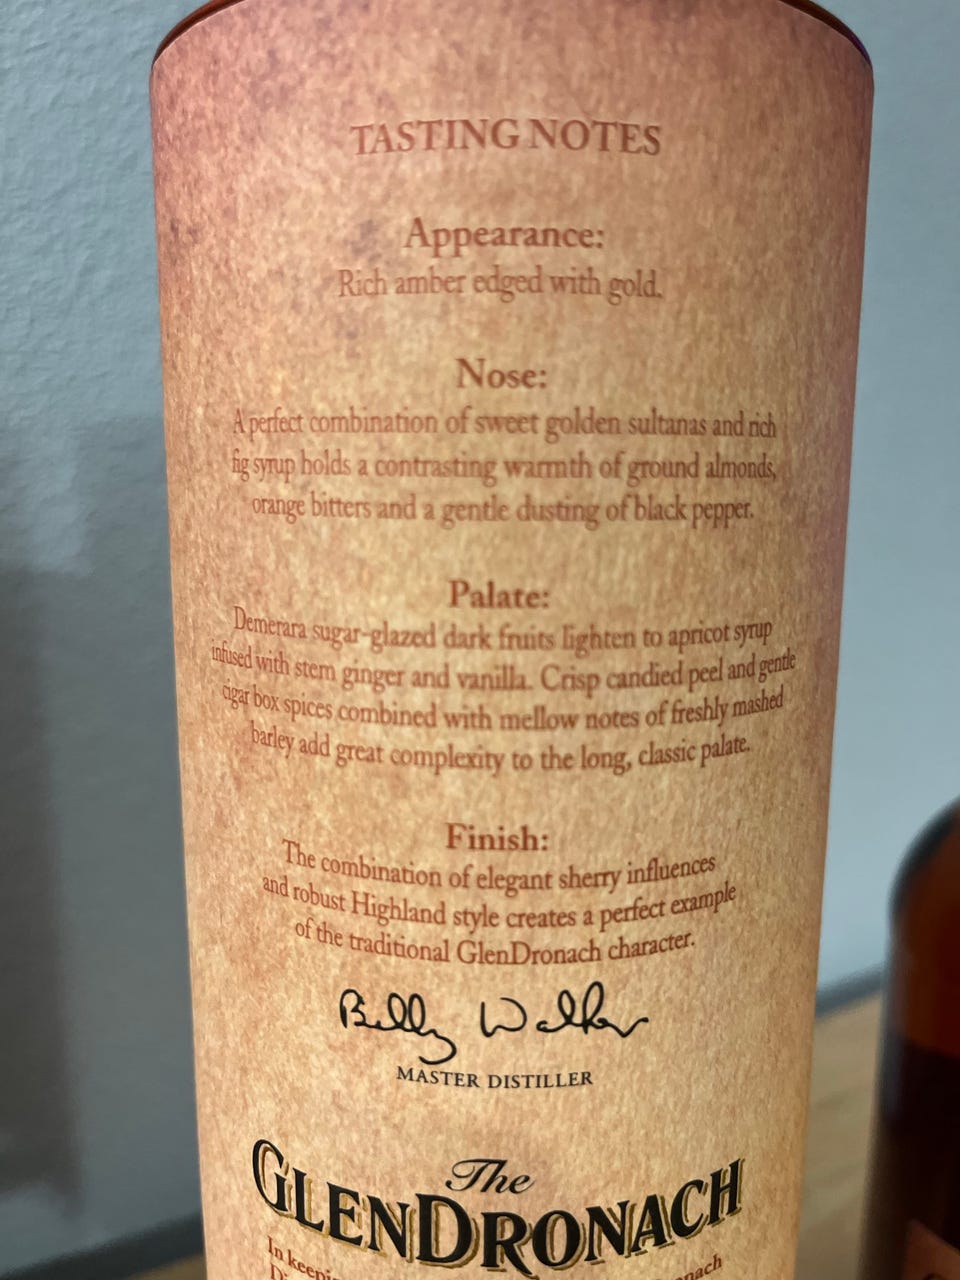 TASTING NOTES
Appearance:
Rich amber edged with gold.
Nose:
A perfect combination of sweet golden sultanas and rich
fig syrup holds a contrasting warmth of ground almonds,
orange bitters and a gentle dusting of black pepper.
Palate:
Demerara sugar-glazed dark fruits lighten to apricot syrup
infused with stem ginger and vanilla. Crisp candied peel and gentle
cigar box spices combined with mellow notes of freshly mashed
barley add great complexity to the long, classic palate.
Finish:
The combination of elegant sherry influences
and robust Highland style creates a perfect example
of the traditional GlenDronach character.
Billy Walker
MASTER DISTILLER
The
GLENDRONACH
In